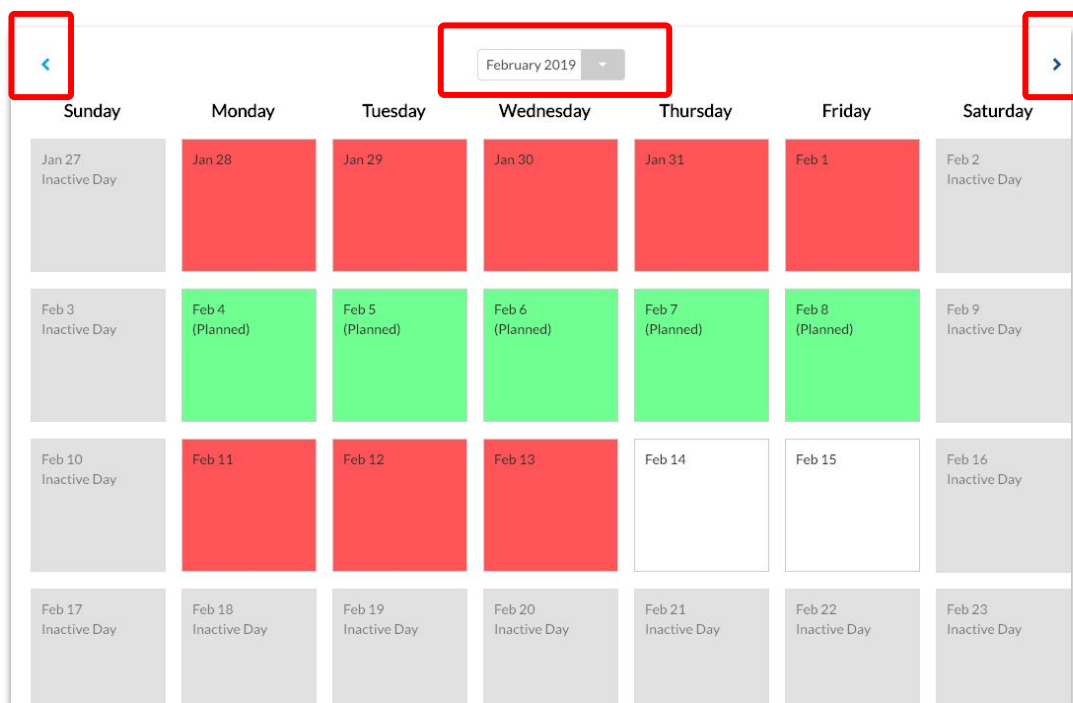 February 2019
Sunday Monday Tuesday Wednesday Thursday Friday Saturday
Jan 27 Jan 28 Jan 29 Jan 30 Jan 31 Feb 1 Feb 2
Inactive Day Inactive Day
Feb 3 Feb 4 Feb 5 Feb 6 Feb 7 Feb 8 Feb 9
Inactive Day (Planned) (Planned) (Planned) (Planned) (Planned) Inactive Day
Feb 10 Feb 11 Feb 12 Feb 13 Feb 14 Feb 15 Feb 16
Inactive Day Inactive Day
Feb 17 Feb 18 Feb 19 Feb 20 Feb 21 Feb 22 Feb 23
Inactive Day Inactive Day Inactive Day Inactive Day Inactive Day Inactive Day Inactive Day